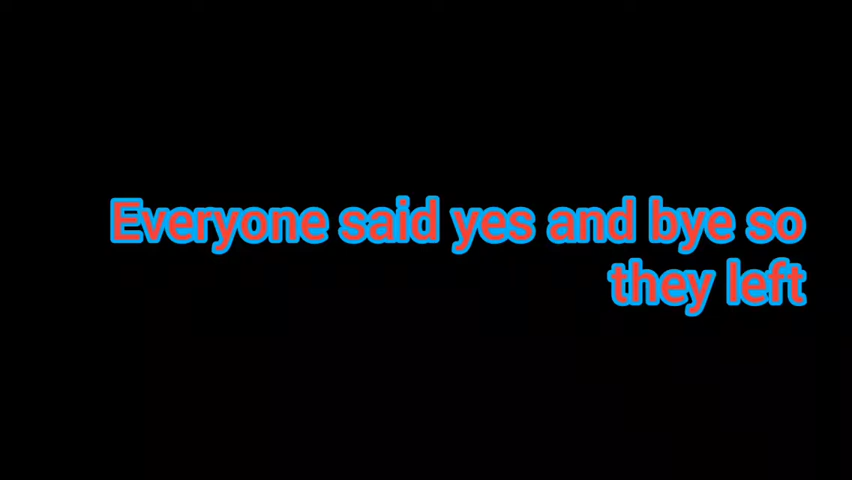 Everyone said yes and bye so
they left